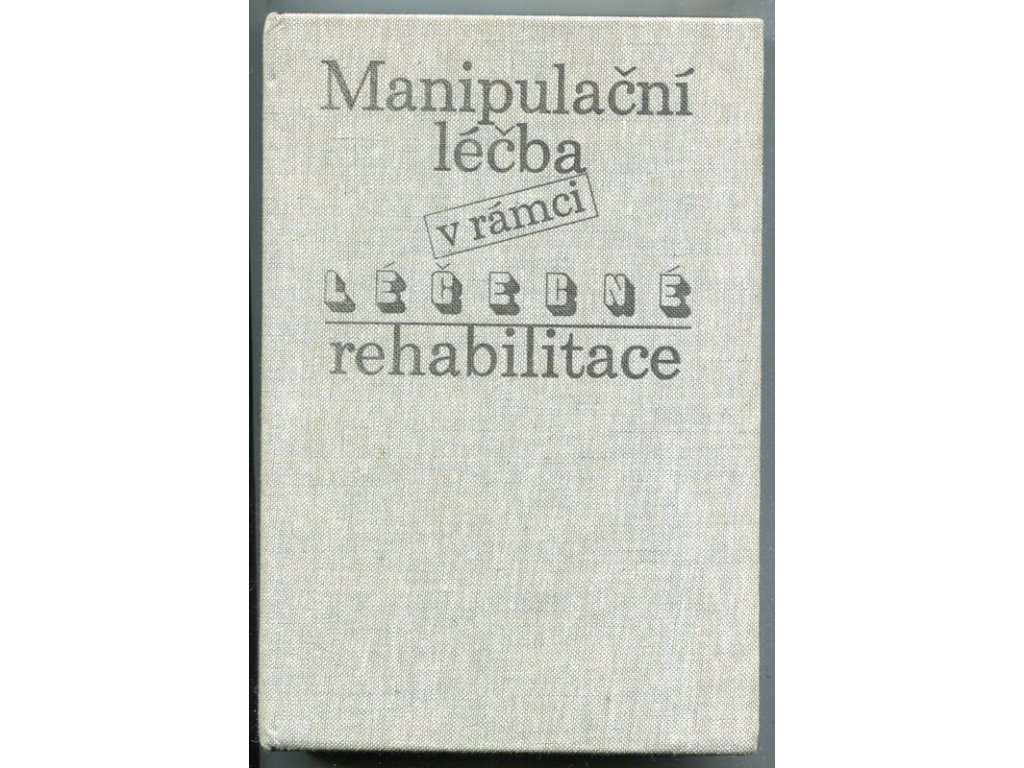 Manipulační
léčba
v rámci
LÉČEBNÉ
rehabilitace